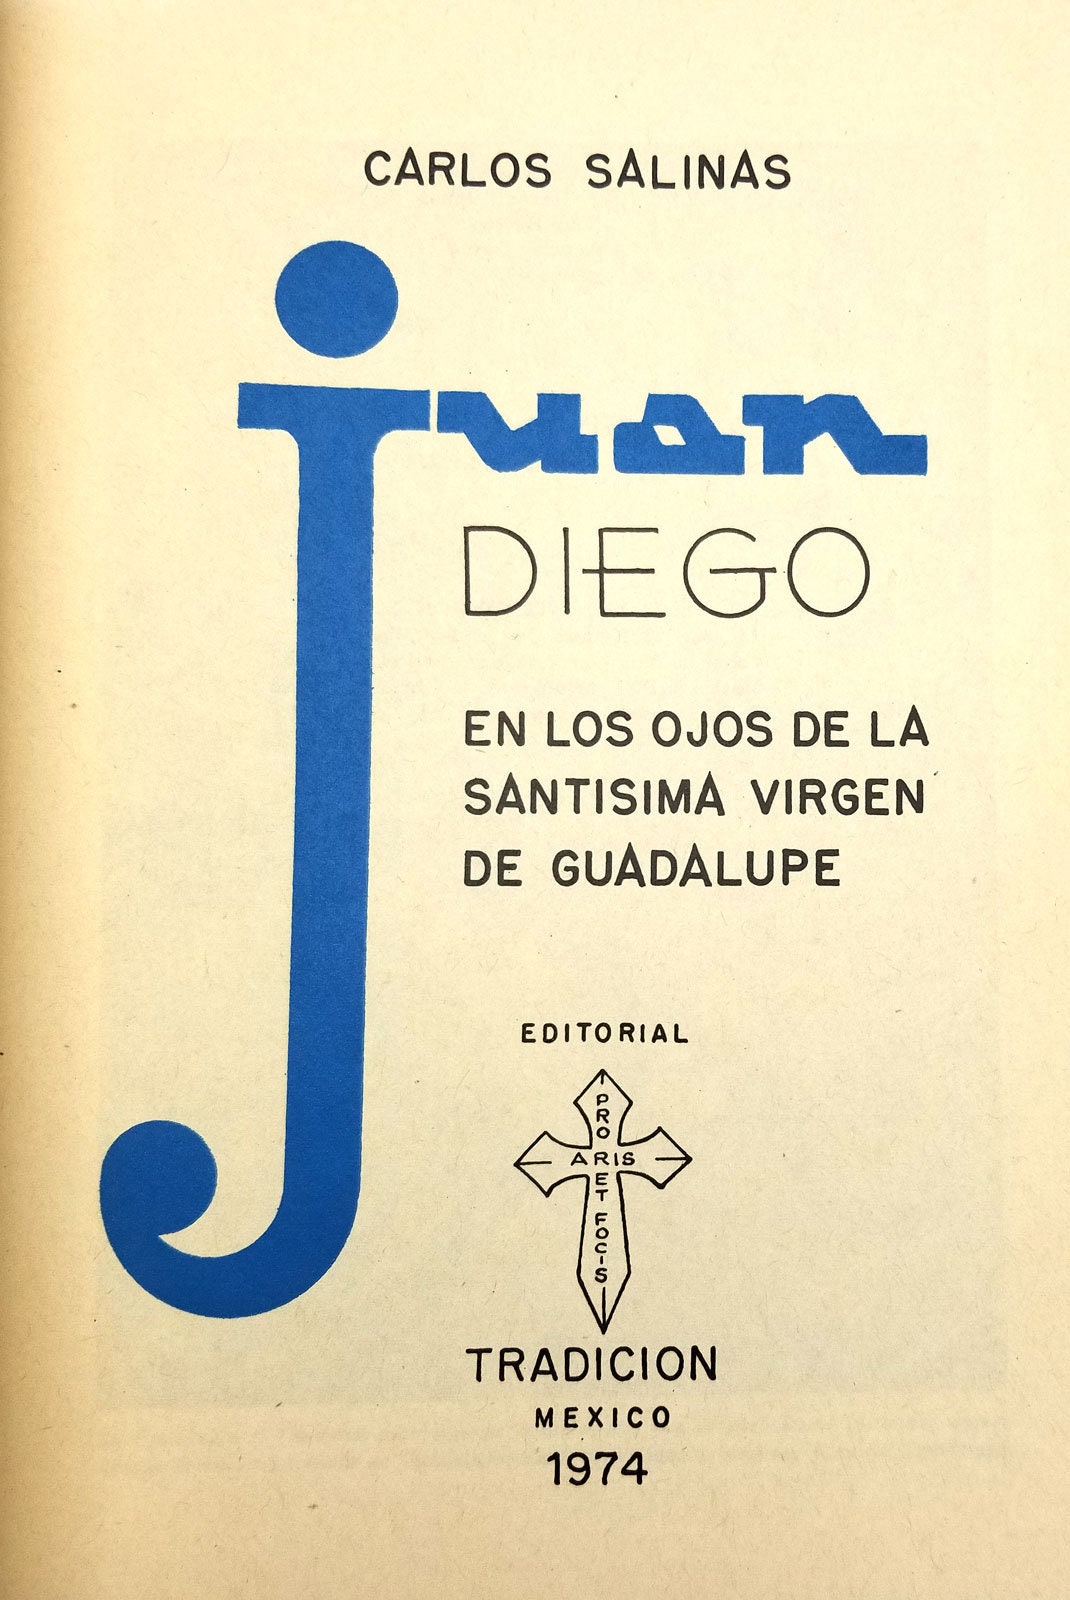 CARLOS SALINAS
juan
DIEGO
EN LOS OJOS DE LA
SANTISIMA VIRGEN
DE GUADALUPE
EDITORIAL
PRO
ARIS
ET
FOCIS
TRADICION
MEXICO
1974